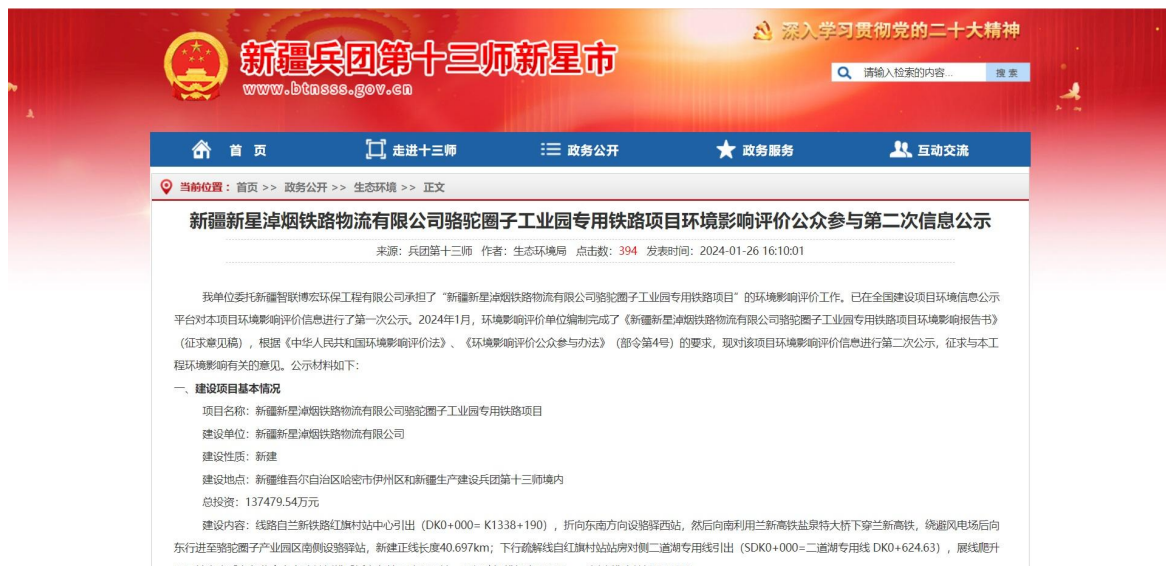 深入学习贯彻党的二十大精神
新疆兵团第十三师新星市
www.btnsss.gov.cn
请输入检索的内容... 搜 索
首 页 走进十三师 政务公开 政务服务 互动交流
当前位置： 首页 >> 政务公开 >> 生态环境 >> 正文
新疆新星淖烟铁路物流有限公司骆驼圈子工业园专用铁路项目环境影响评价公众参与第二次信息公示
来源：兵团第十三师 作者：生态环境局 点击数：394 发表时间：2024-01-26 16:10:01
我单位委托新疆智联博宏环保工程有限公司承担了“新疆新星淖烟铁路物流有限公司骆驼圈子工业园专用铁路项目”的环境影响评价工作。已在全国建设项目环境信息公示
平台对本项目环境影响评价信息进行了第一次公示。2024年1月，环境影响评价单位编制完成了《新疆新星淖烟铁路物流有限公司骆驼圈子工业园专用铁路项目环境影响报告书》
（征求意见稿），根据《中华人民共和国环境影响评价法》、《环境影响评价公众参与办法》（部令第4号）的要求，现对该项目环境影响评价信息进行第二次公示，征求与本工
程环境影响有关的意见。公示材料如下：
一、建设项目基本情况
项目名称：新疆新星淖烟铁路物流有限公司骆驼圈子工业园专用铁路项目
建设单位：新疆新星淖烟铁路物流有限公司
建设性质：新建
建设地点：新疆维吾尔自治区哈密市伊州区和新疆生产建设兵团第十三师境内
总投资：137479.54万元
建设内容：线路自兰新铁路红旗村站中心引出（DK0+000= K1338+190），折向东南方向设骆驿西站，然后向南利用兰新高铁盐泉特大桥下穿兰新高铁，绕避风电场后向
东行进至骆驼圈子产业园区南侧设骆驿站，新建正线长度40.697km；下行疏解线自红旗村站站房对侧二道湖专用线引出（SDK0+000=二道湖专用线 DK0+624.63），展线爬升